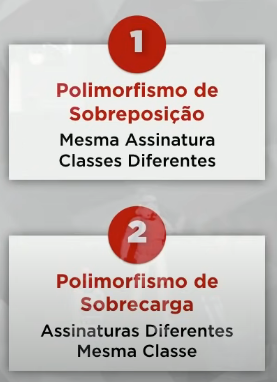 1
Polimorfismo de
Sobreposição
Mesma Assinatura
Classes Diferentes
2
Polimorfismo de
Sobrecarga
Assinaturas Diferentes
Mesma Classe